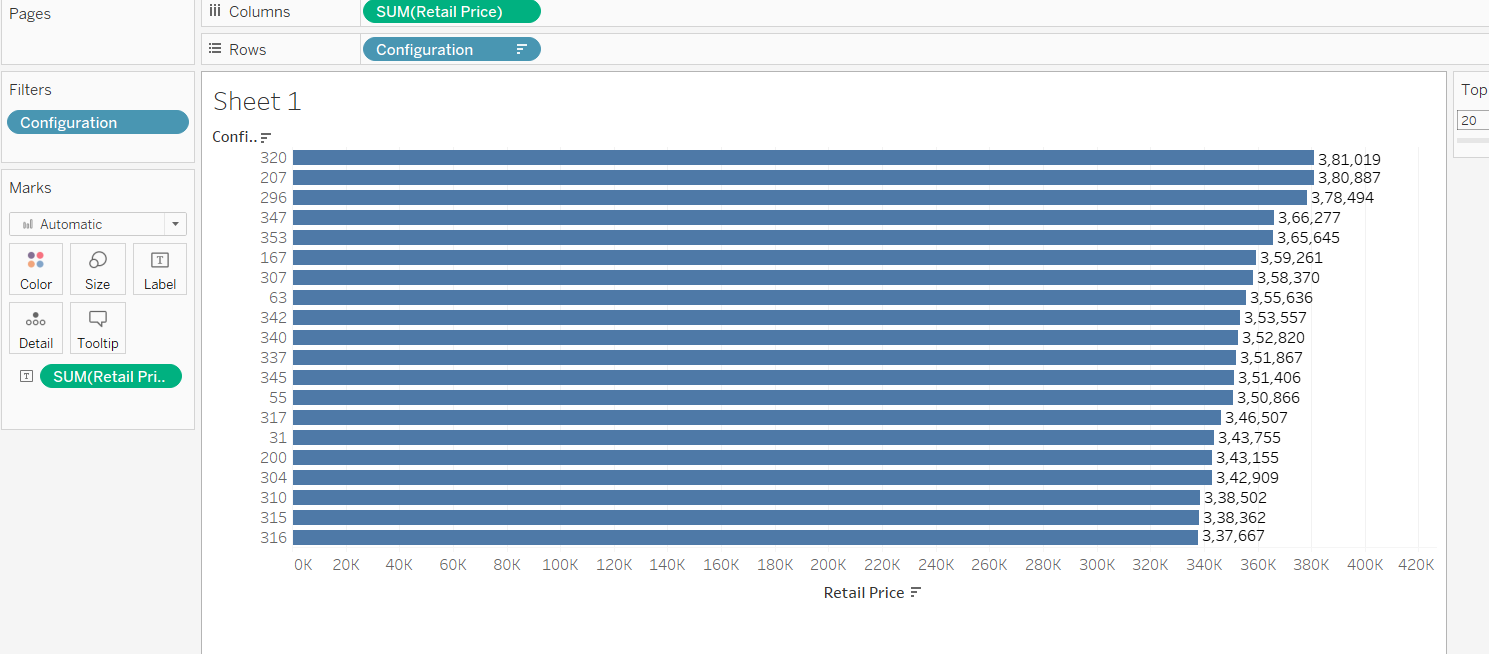 Pages
Columns SUM(Retail Price)
Rows Configuration
Filters
Configuration
Marks
Automatic
Color Size Label
Detail Tooltip
SUM(Retail Pri..
Sheet 1
Confi..
320 3,81,019
207 3,80,887
296 3,78,494
347 3,66,277
353 3,65,645
167 3,59,261
307 3,58,370
63 3,55,636
342 3,53,557
340 3,52,820
337 3,51,867
345 3,51,406
55 3,50,866
317 3,46,507
31 3,43,755
200 3,43,155
304 3,42,909
310 3,38,502
315 3,38,362
316 3,37,667
0K 20K 40K 60K 80K 100K 120K 140K 160K 180K 200K 220K 240K 260K 280K 300K 320K 340K 360K 380K 400K 420K
Retail Price
Top
20